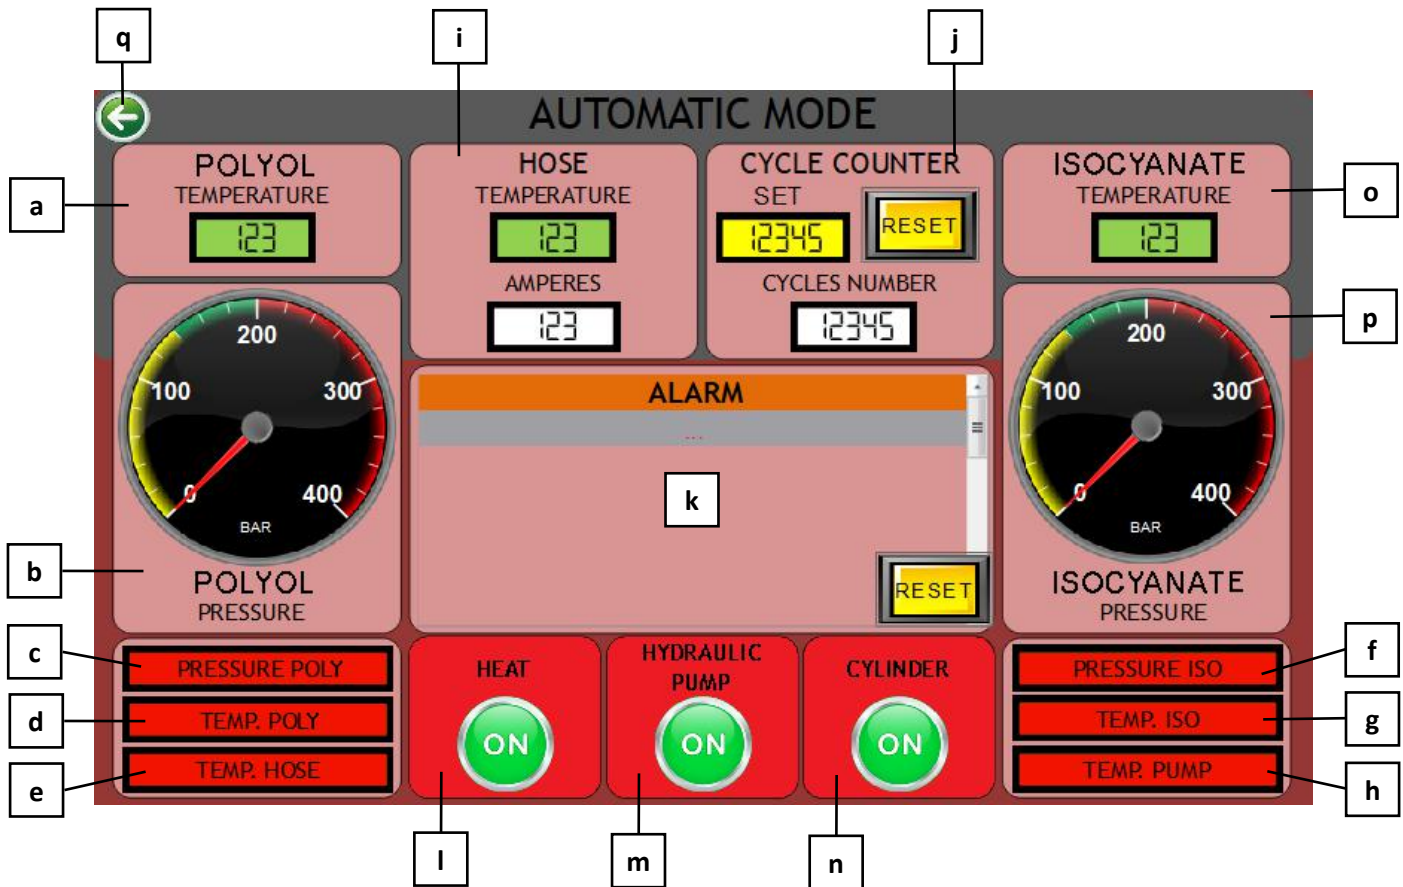 q
i
j
AUTOMATIC MODE
POLYOL
TEMPERATURE
123
HOSE
TEMPERATURE
123
AMPERES
123
CYCLE COUNTER
SET
12345
RESET
CYCLES NUMBER
12345
ISOCYANATE
TEMPERATURE
123
a
o
p
0
100
200
300
400
BAR
POLYOL
PRESSURE
b
ALARM
...
k
RESET
0
100
200
300
400
BAR
ISOCYANATE
PRESSURE
c
PRESSURE POLY
d
TEMP. POLY
e
TEMP. HOSE
HEAT
ON
HYDRAULIC
PUMP
ON
CYLINDER
ON
PRESSURE ISO
f
TEMP. ISO
g
TEMP. PUMP
h
l
m
n